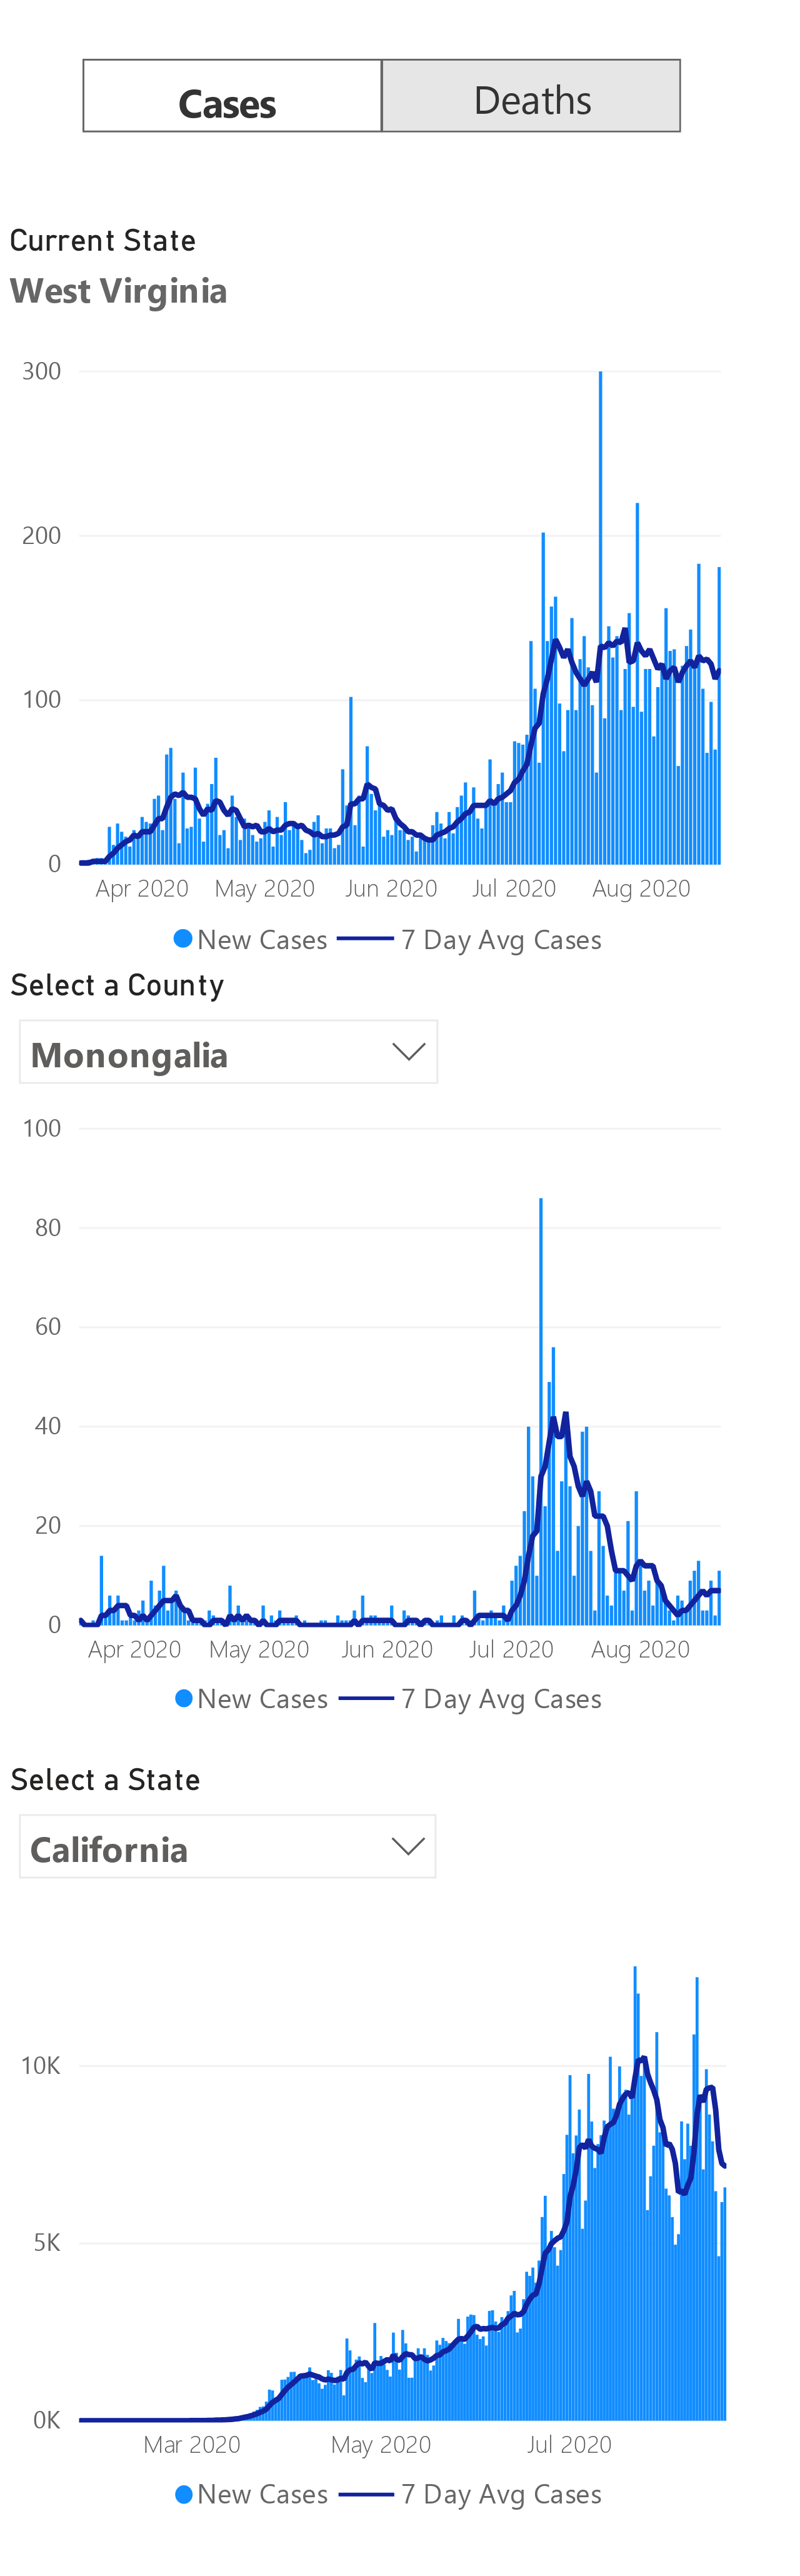 Cases Deaths
Current State
West Virginia
300
200
100
0
Apr 2020 May 2020 Jun 2020 Jul 2020 Aug 2020
New Cases 7 Day Avg Cases
Select a County
Monongalia
100
80
60
40
20
0
Apr 2020 May 2020 Jun 2020 Jul 2020 Aug 2020
New Cases 7 Day Avg Cases
Select a State
California
10K
5K
0K
Mar 2020 May 2020 Jul 2020
New Cases 7 Day Avg Cases